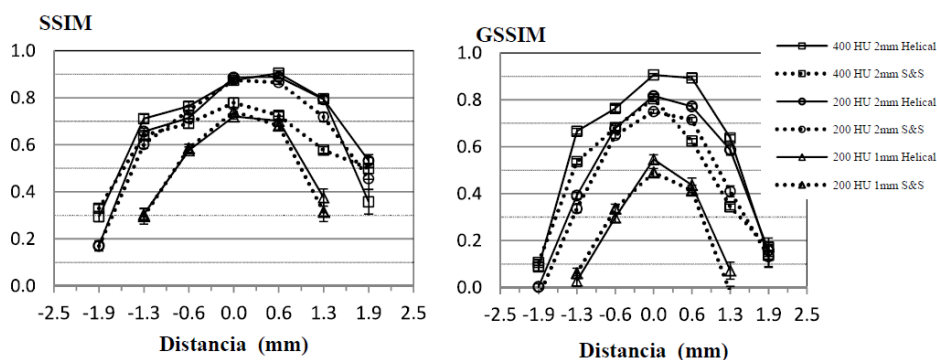 SSIM
1.0
0.8
0.6
0.4
0.2
0.0
-2.5 -1.9 -1.3 -0.6 0.0 0.6 1.3 1.9 2.5
Distancia (mm)
GSSIM
1.0
0.8
0.6
0.4
0.2
0.0
-2.5 -1.9 -1.3 -0.6 0.0 0.6 1.3 1.9 2.5
Distancia (mm)
400 HU 2mm Helical
400 HU 2mm S&S
200 HU 2mm Helical
200 HU 2mm S&S
200 HU 1mm Helical
200 HU 1mm S&S